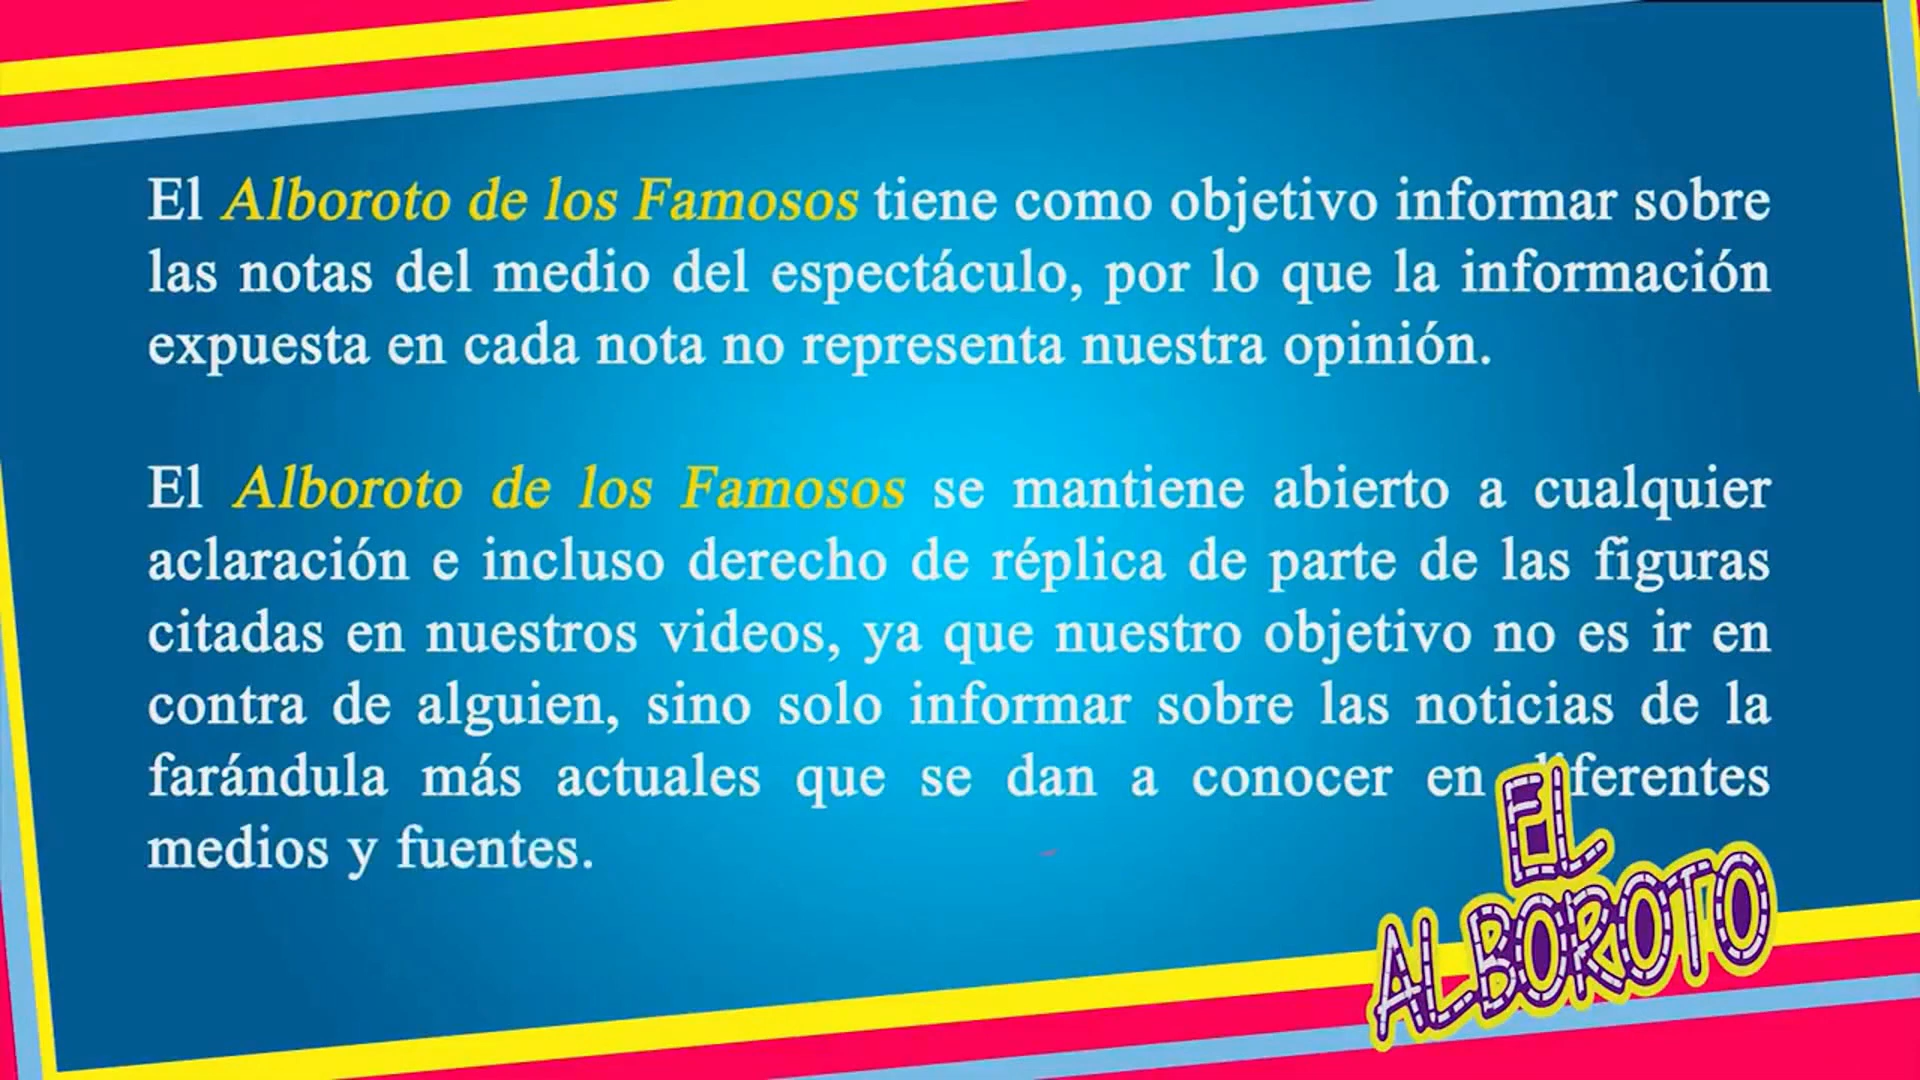 El Alboroto de los Famosos tiene como objetivo informar sobre
las notas del medio del espectáculo, por lo que la información
expuesta en cada nota no representa nuestra opinión.
El Alboroto de los Famosos se mantiene abierto a cualquier
aclaración e incluso derecho de réplica de parte de las figuras
citadas en nuestros videos, ya que nuestro objetivo no es ir en
contra de alguien, sino solo informar sobre las noticias de la
farándula más actuales que se dan a conocer en diferentes
medios y fuentes.
EL
ALBOROTO